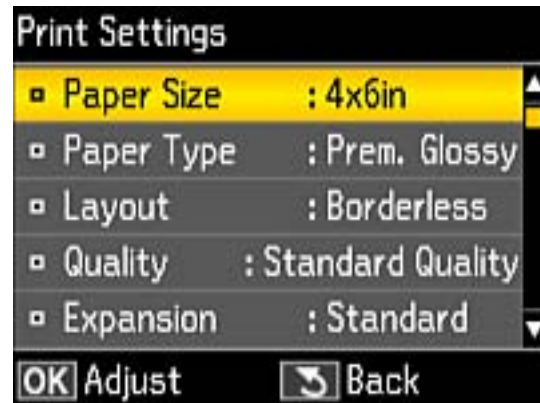 Print Settings
Paper Size : 4x6in
Paper Type : Prem. Glossy
Layout : Borderless
Quality : Standard Quality
Expansion : Standard
OK Adjust Back